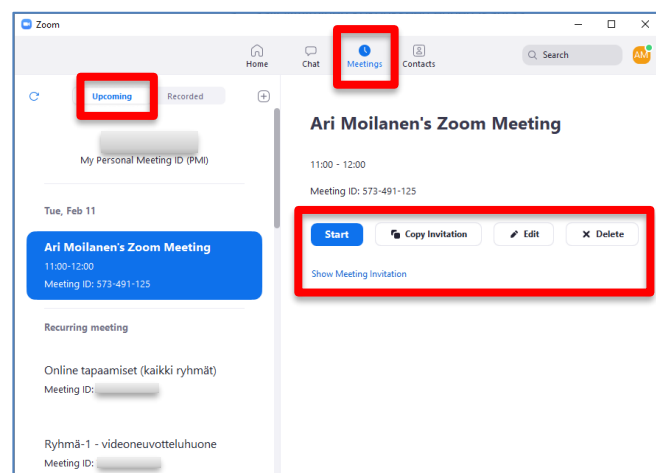 Zoom
Home
Chat
Meetings
Contacts
Search
AM
Upcoming
Recorded
My Personal Meeting ID (PMI)
Tue, Feb 11
Ari Moilanen's Zoom Meeting
11:00-12:00
Meeting ID: 573-491-125
Recurring meeting
Online tapaamiset (kaikki ryhmät)
Meeting ID:
Ryhmä-1 - videoneuvotteluhuone
Meeting ID:
Ari Moilanen's Zoom Meeting
11:00 - 12:00
Meeting ID: 573-491-125
Start
Copy Invitation
Edit
Delete
Show Meeting Invitation